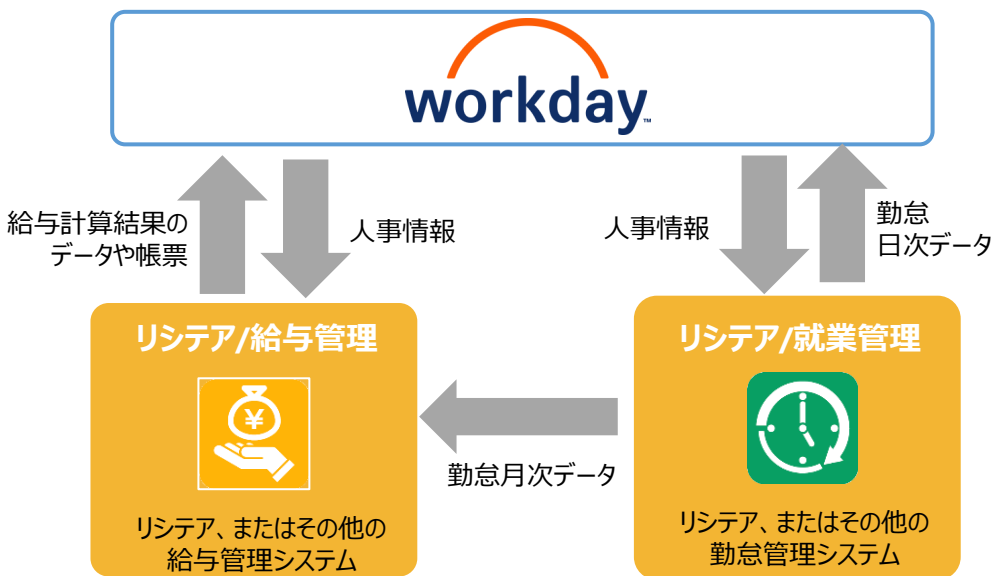 workday™
給与計算結果の
データや帳票
人事情報
人事情報
勤怠
日次データ
リシテア/給与管理
¥
リシテア、またはその他の
給与管理システム
勤怠月次データ
リシテア/就業管理
リシテア、またはその他の
勤怠管理システム